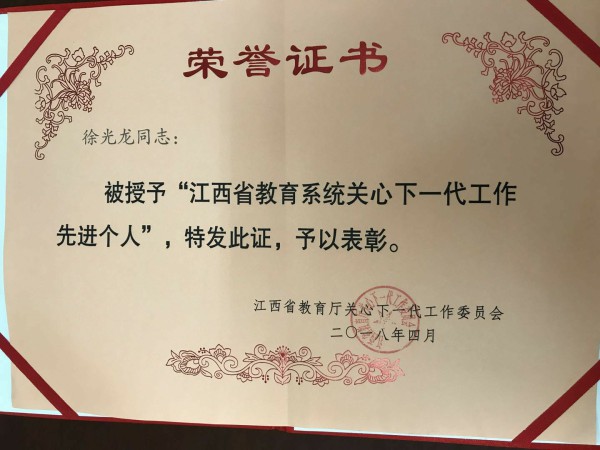 荣誉证书
徐光龙同志：
被授予“江西省教育系统关心下一代工作
先进个人”，特发此证，予以表彰。
江西省教育厅关心下一代工作委员会
二〇一八年四月